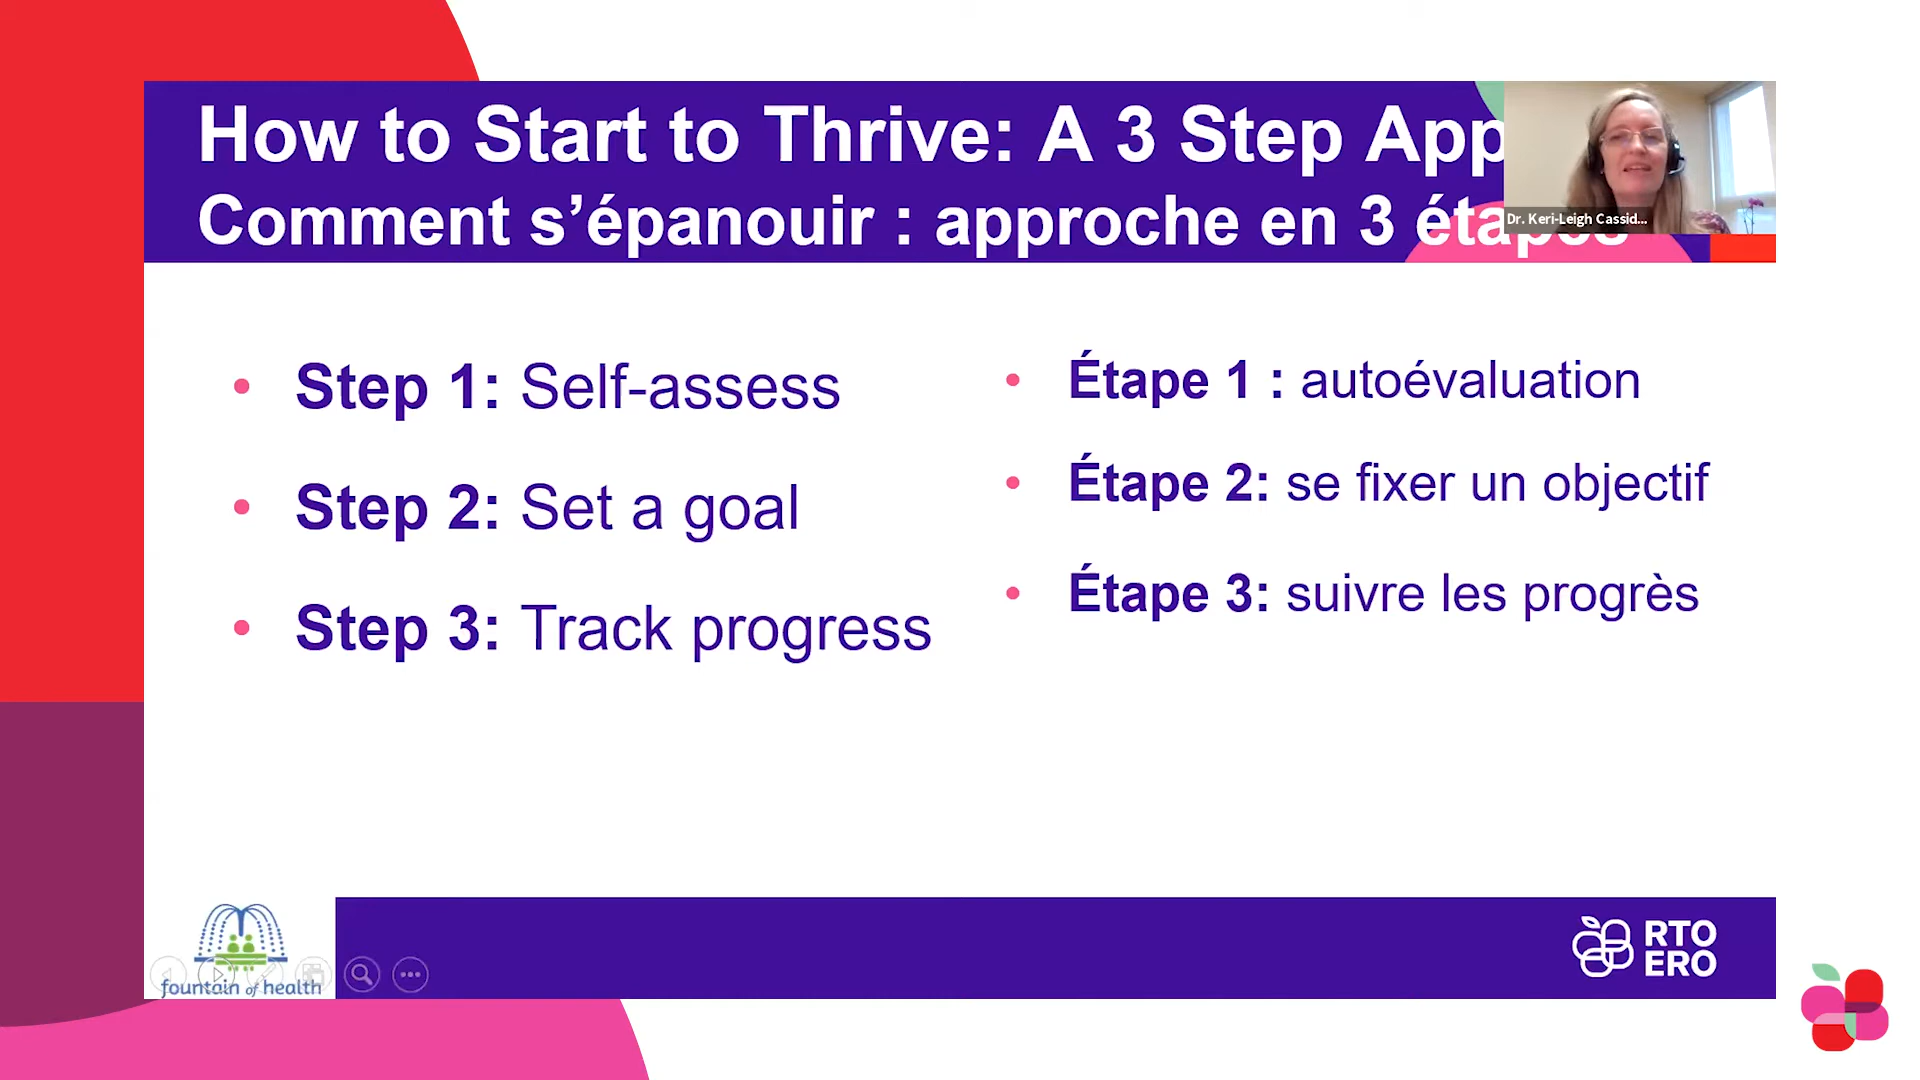 How to Start to Thrive: A 3 Step App
Comment s’épanouir : approche en 3 étapes
Dr. Keri-Leigh Cassid...
• Step 1: Self-assess
• Step 2: Set a goal
• Step 3: Track progress
• Étape 1 : autoévaluation
• Étape 2: se fixer un objectif
• Étape 3: suivre les progrès
fountain of health
RTO
ERO